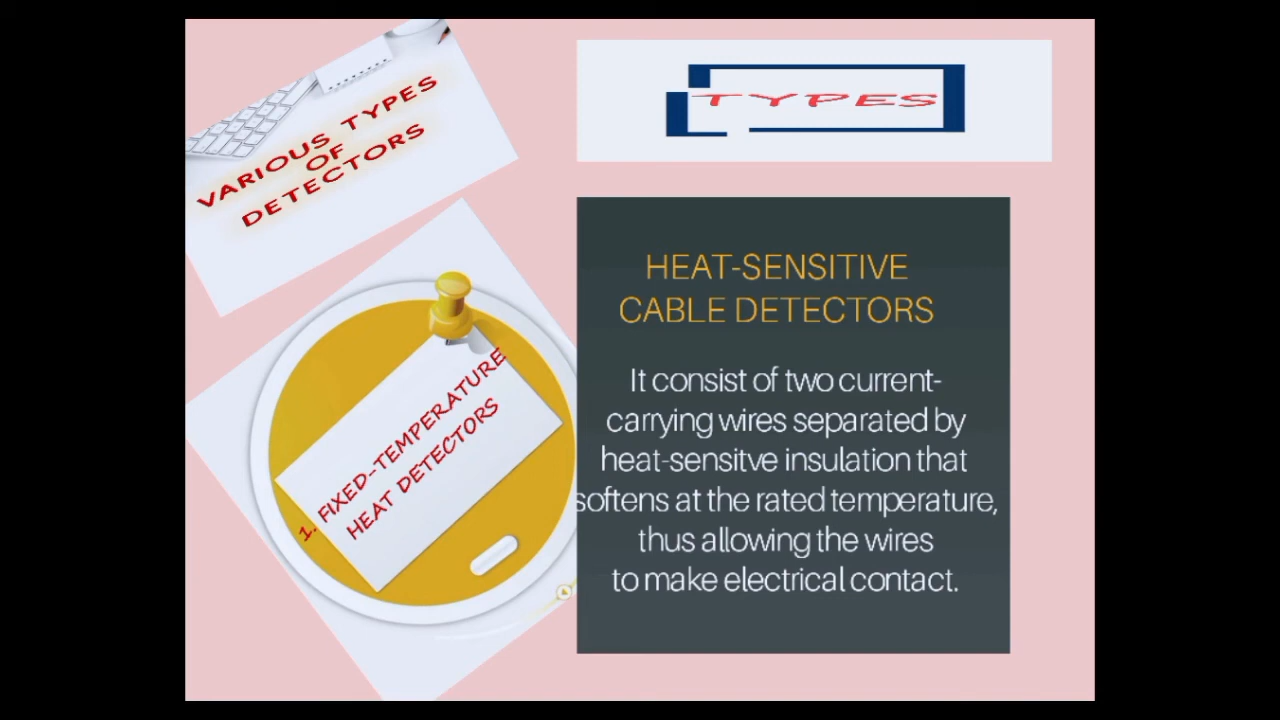 VARIOUS TYPES
OF
DETECTORS
1. FIXED-TEMPERATURE
HEAT DETECTORS
TYPES
HEAT-SENSITIVE
CABLE DETECTORS
It consist of two current-
carrying wires separated by
heat-sensitve insulation that
softens at the rated temperature,
thus allowing the wires
to make electrical contact.